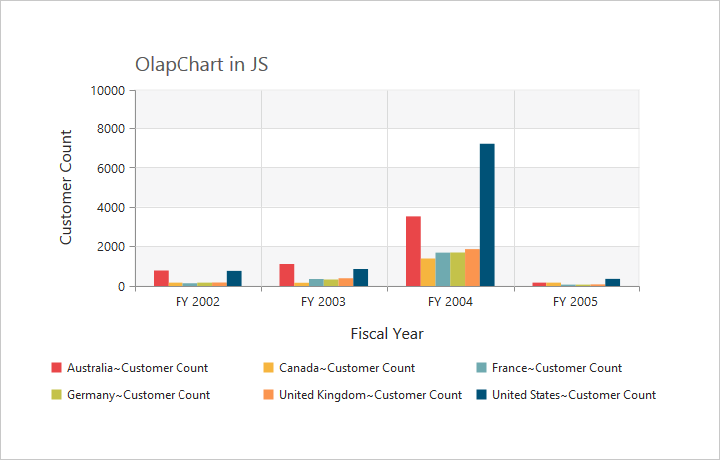 OlapChart in JS
10000
8000
6000
4000
2000
0
Customer Count
FY 2002 FY 2003 FY 2004 FY 2005
Fiscal Year
Australia~Customer Count Canada~Customer Count France~Customer Count
Germany~Customer Count United Kingdom~Customer Count United States~Customer Count